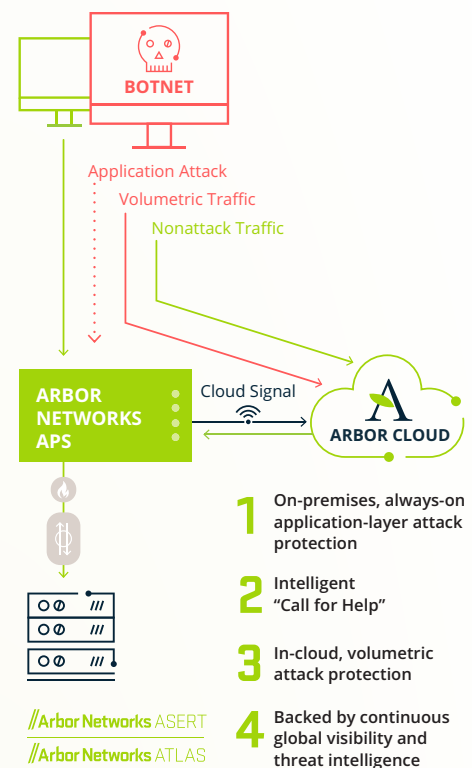 BOTNET
Application Attack
Volumetric Traffic
Nonattack Traffic
ARBOR
NETWORKS
APS
Cloud Signal
A
ARBOR CLOUD
1
On-premises, always-on
application-layer attack
protection
2
Intelligent
“Call for Help”
3
In-cloud, volumetric
attack protection
4
Backed by continuous
global visibility and
threat intelligence
//Arbor Networks ASERT
//Arbor Networks ATLAS